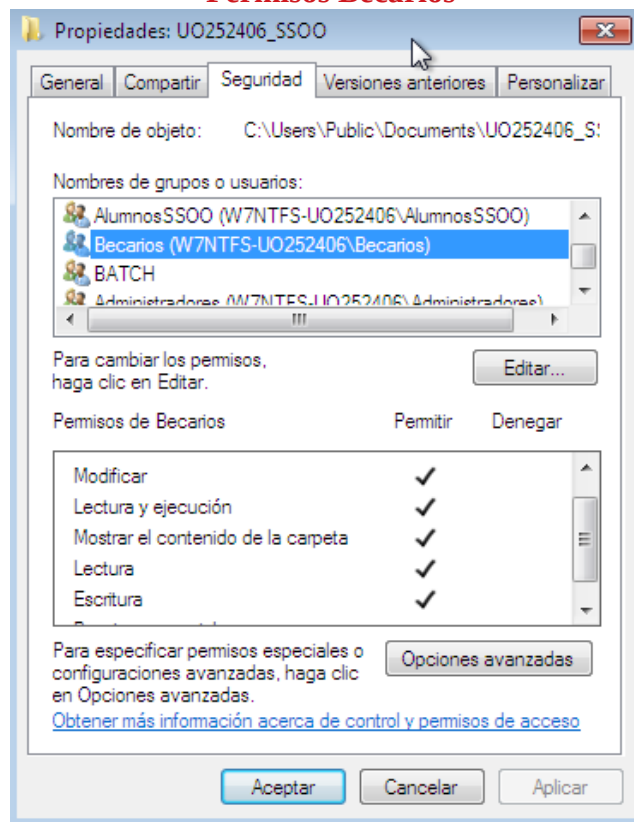 Permisos Becarios
Propiedades: UO252406_SSOO
General Compartir Seguridad Versiones anteriores Personalizar
Nombre de objeto: C:\Users\Public\Documents\UO252406_S
Nombres de grupos o usuarios:
AlumnosSSOO (W7NTFS-UO252406\AlumnosSSOO)
Becarios (W7NTFS-UO252406\Becarios)
BATCH
Administradores (W7NTFS-UO252406\Administradores)
Para cambiar los permisos,
haga clic en Editar.
Editar...
Permisos de Becarios Permitir Denegar
Modificar
Lectura y ejecución
Mostrar el contenido de la carpeta
Lectura
Escritura
Para especificar permisos especiales o
configuraciones avanzadas, haga clic
en Opciones avanzadas.
Opciones avanzadas
Obtener más información acerca de control y permisos de acceso
Aceptar Cancelar Aplicar